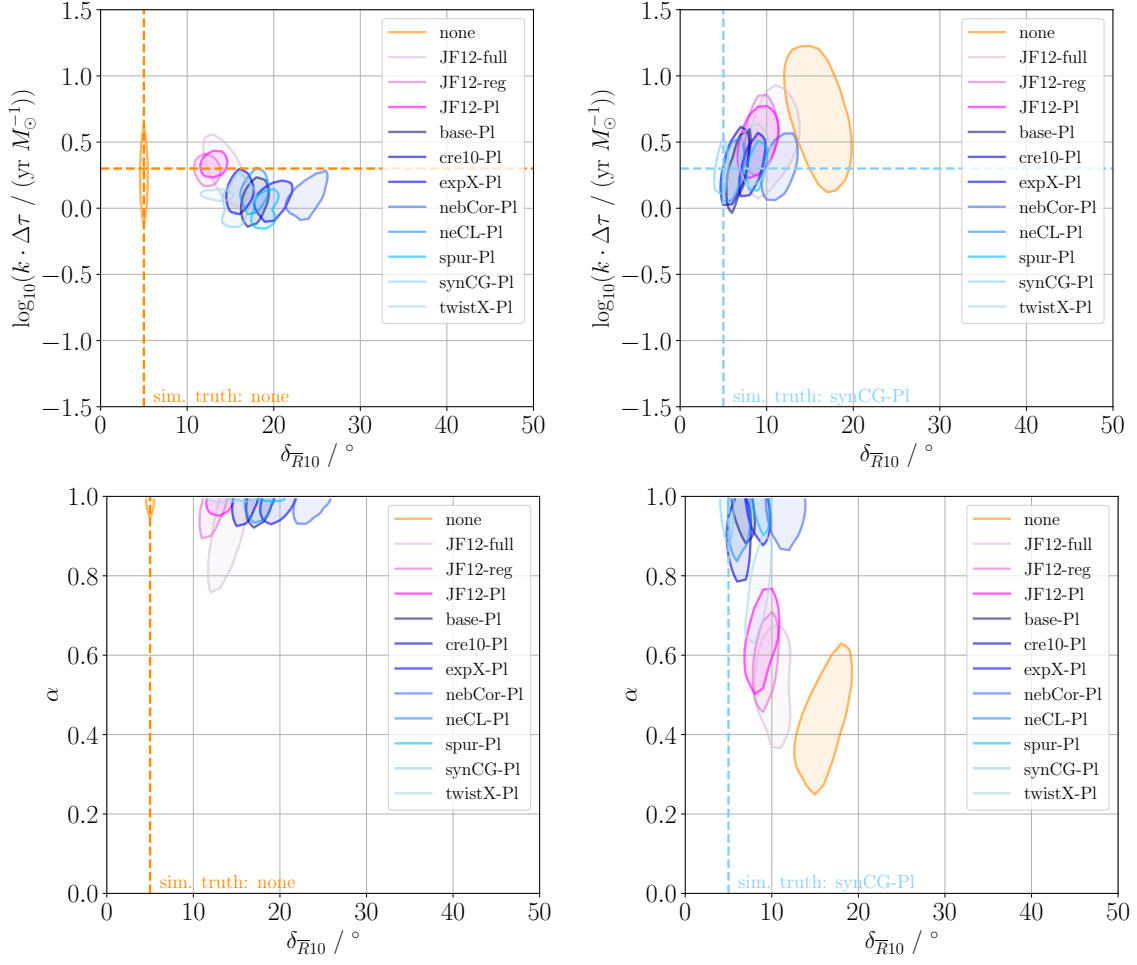 1.5
1.0
0.5
0.0
−0.5
−1.0
−1.5
log₁₀(k · Δτ / (yr M⊙⁻¹))
none
JF12-full
JF12-reg
JF12-Pl
base-Pl
cre10-Pl
expX-Pl
nebCor-Pl
neCL-Pl
spur-Pl
synCG-Pl
twistX-Pl
sim. truth: none
0 10 20 30 40 50
δ_R̅10 / °
1.5
1.0
0.5
0.0
−0.5
−1.0
−1.5
log₁₀(k · Δτ / (yr M⊙⁻¹))
none
JF12-full
JF12-reg
JF12-Pl
base-Pl
cre10-Pl
expX-Pl
nebCor-Pl
neCL-Pl
spur-Pl
synCG-Pl
twistX-Pl
sim. truth: synCG-Pl
0 10 20 30 40 50
δ_R̅10 / °
1.0
0.8
0.6
0.4
0.2
0.0
α
none
JF12-full
JF12-reg
JF12-Pl
base-Pl
cre10-Pl
expX-Pl
nebCor-Pl
neCL-Pl
spur-Pl
synCG-Pl
twistX-Pl
sim. truth: none
0 10 20 30 40 50
δ_R̅10 / °
1.0
0.8
0.6
0.4
0.2
0.0
α
none
JF12-full
JF12-reg
JF12-Pl
base-Pl
cre10-Pl
expX-Pl
nebCor-Pl
neCL-Pl
spur-Pl
synCG-Pl
twistX-Pl
sim. truth: synCG-Pl
0 10 20 30 40 50
δ_R̅10 / °